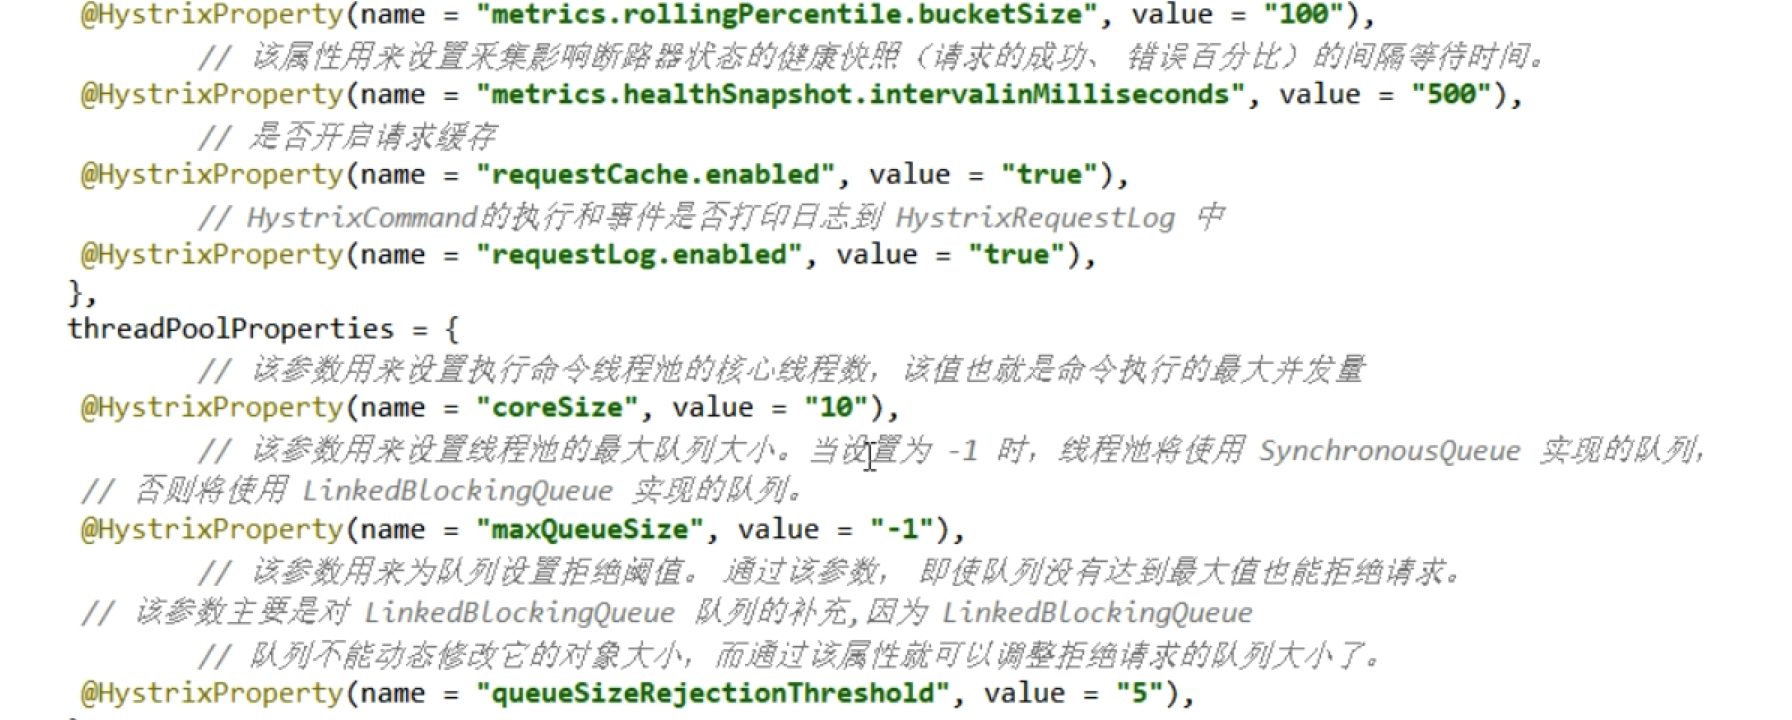 @HystrixProperty(name = "metrics.rollingPercentile.bucketSize", value = "100"),
// 该属性用来设置采集影响断路器状态的健康快照（请求的成功、 错误百分比）的间隔等待时间。
@HystrixProperty(name = "metrics.healthSnapshot.intervalinMilliseconds", value = "500"),
// 是否开启请求缓存
@HystrixProperty(name = "requestCache.enabled", value = "true"),
// HystrixCommand的执行和事件是否打印日志到 HystrixRequestLog 中
@HystrixProperty(name = "requestLog.enabled", value = "true"),
},
threadPoolProperties = {
// 该参数用来设置执行命令线程池的核心线程数，该值也就是命令执行的最大并发量
@HystrixProperty(name = "coreSize", value = "10"),
// 该参数用来设置线程池的最大队列大小。当设置为 -1 时，线程池将使用 SynchronousQueue 实现的队列，
// 否则将使用 LinkedBlockingQueue 实现的队列。
@HystrixProperty(name = "maxQueueSize", value = "-1"),
// 该参数用来为队列设置拒绝阈值。 通过该参数， 即使队列没有达到最大值也能拒绝请求。
// 该参数主要是对 LinkedBlockingQueue 队列的补充,因为 LinkedBlockingQueue
// 队列不能动态修改它的对象大小，而通过该属性就可以调整拒绝请求的队列大小了。
@HystrixProperty(name = "queueSizeRejectionThreshold", value = "5"),